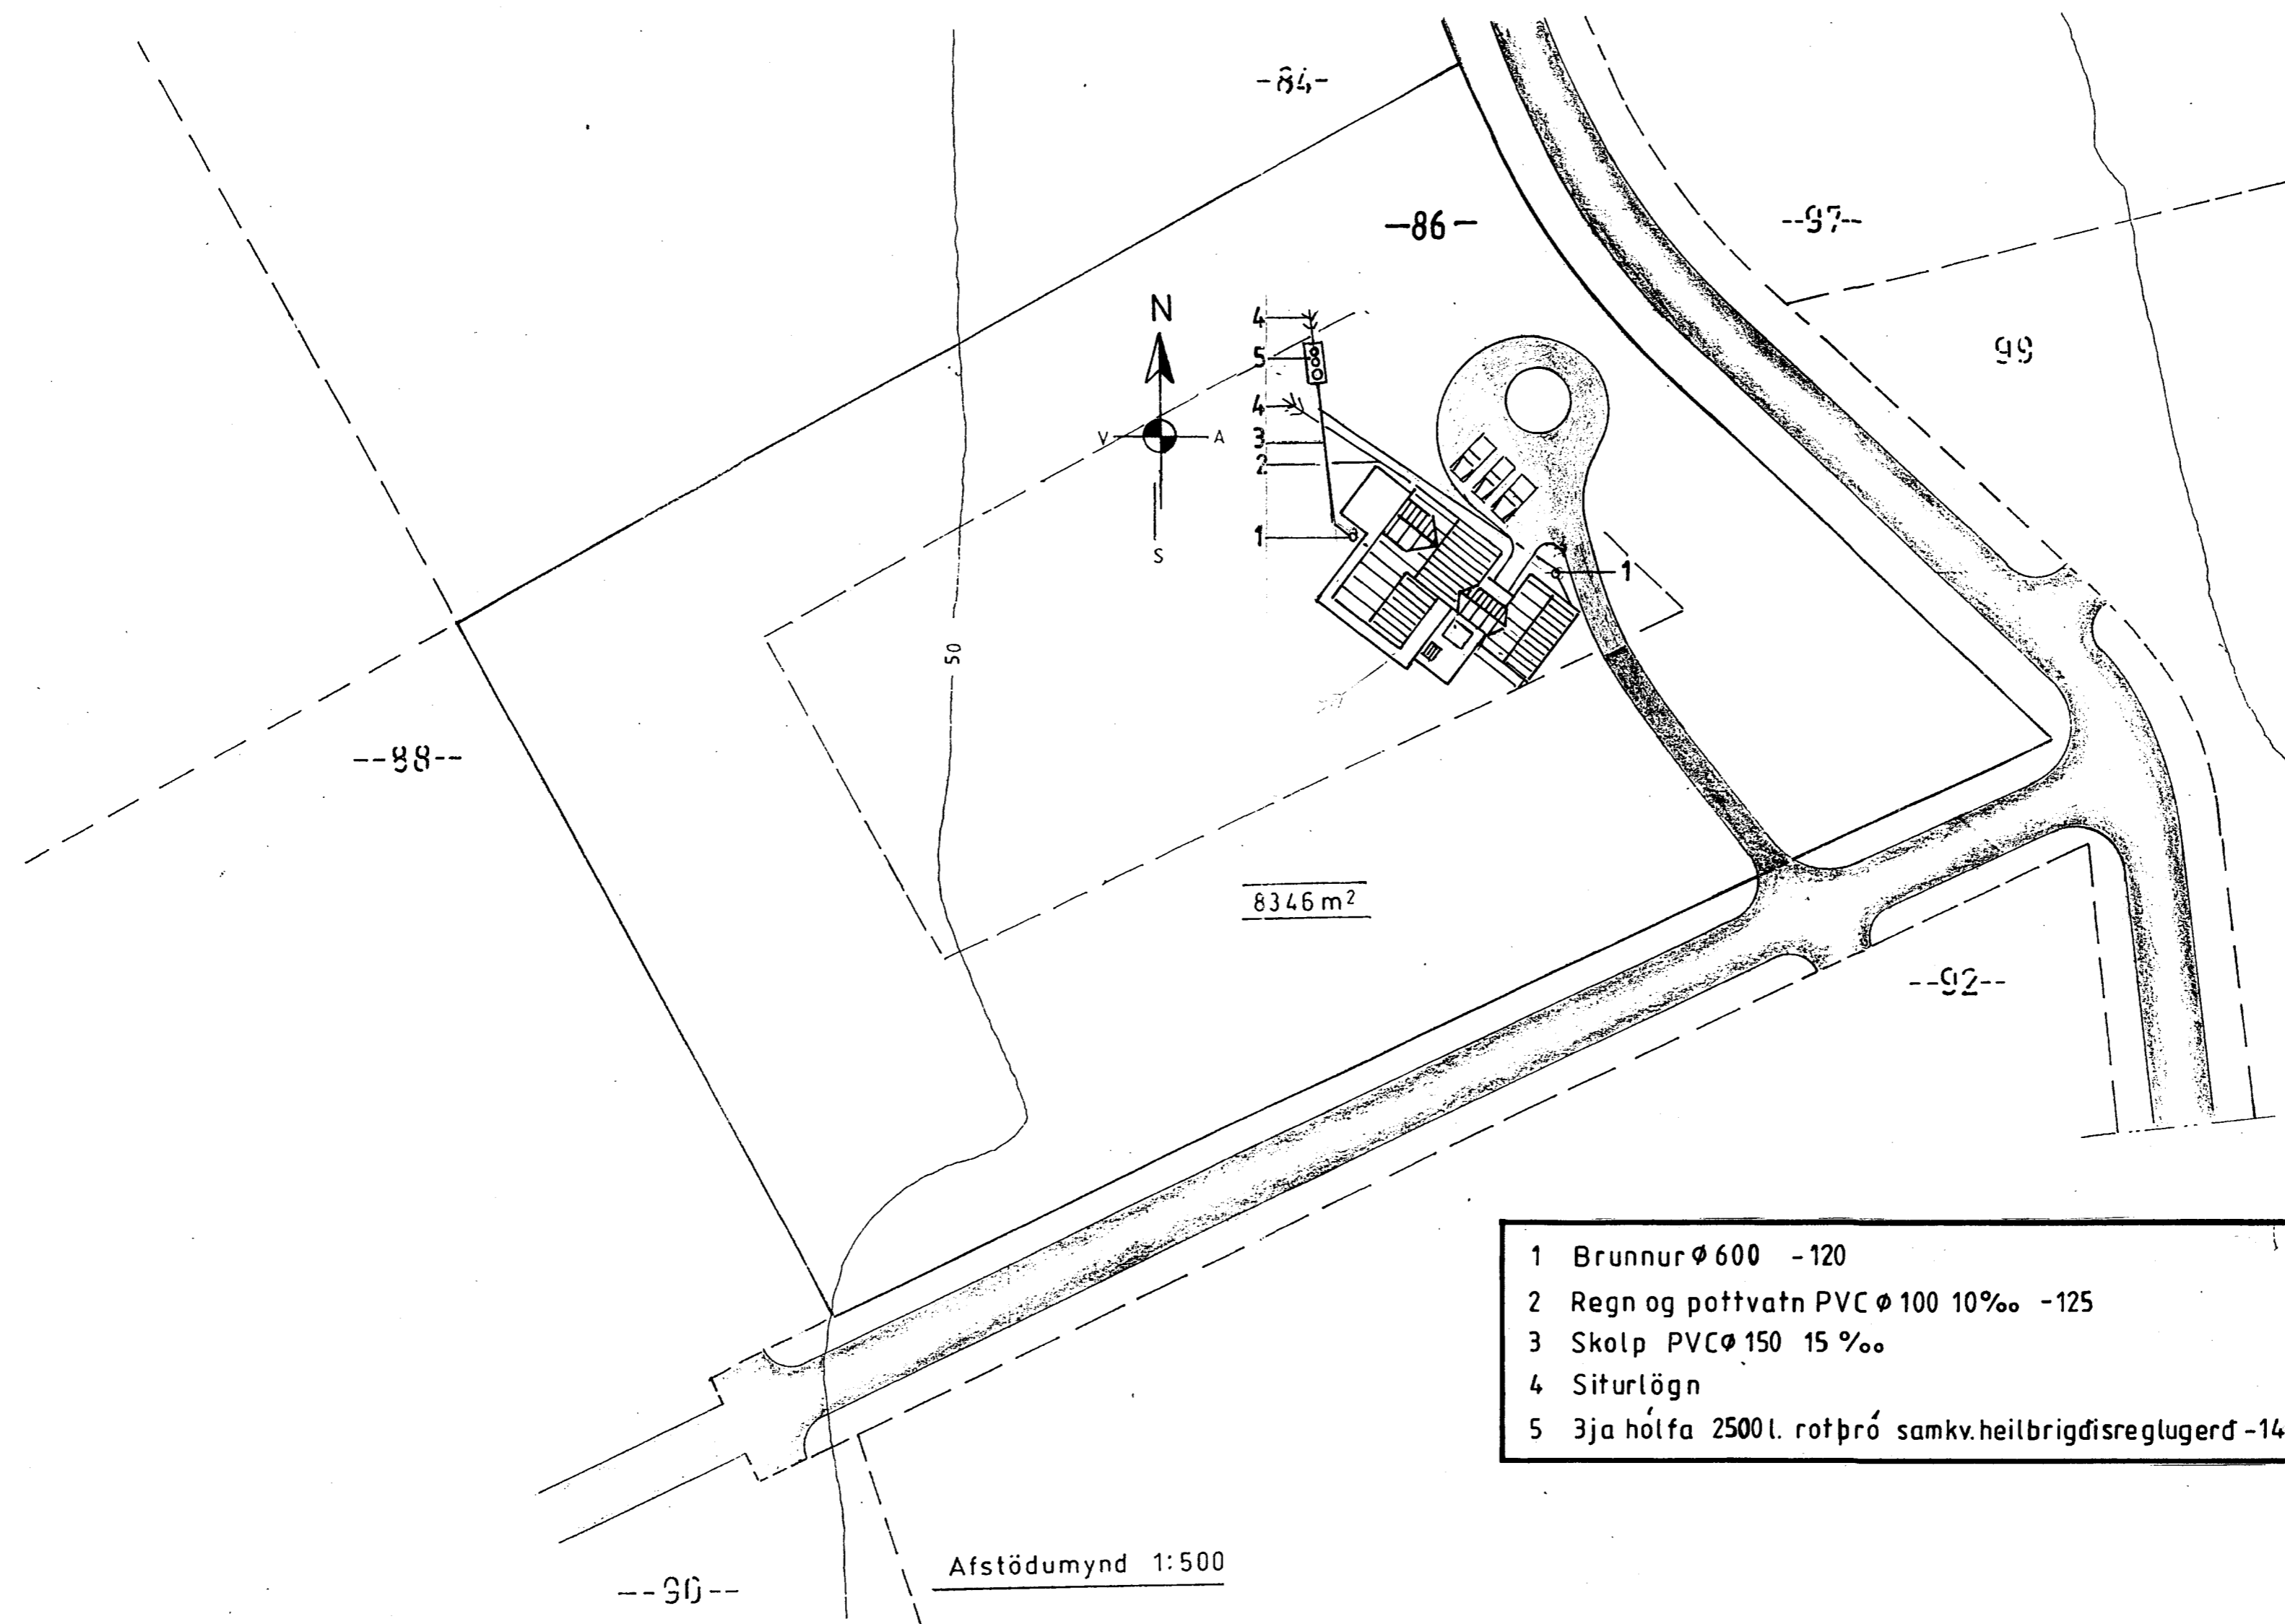 -84-
-86-
--97--
99
N
V
A
S
4
5
4
3
2
1
1
50
--88--
8346 m²
--92--
1 Brunnur ø 600 -120
2 Regn og pottvatn PVC ø 100 10‰ -125
3 Skolp PVC ø 150 15 ‰
4 Siturlögn
5 3ja hólfa 2500 l. rotþró samkv. heilbrigðisreglugerð -14
Afstödumynd 1:500
--90--